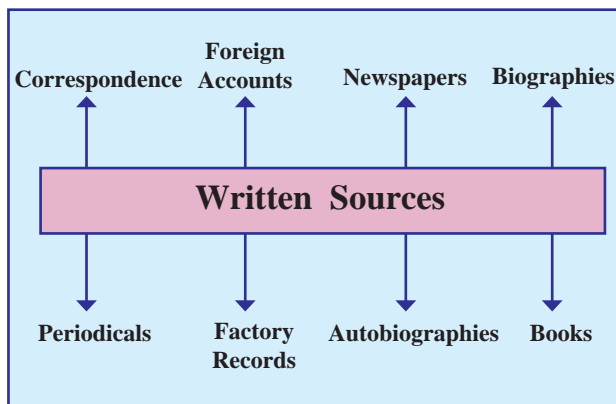 Correspondence
Foreign
Accounts
Newspapers
Biographies
Written Sources
Periodicals
Factory
Records
Autobiographies
Books